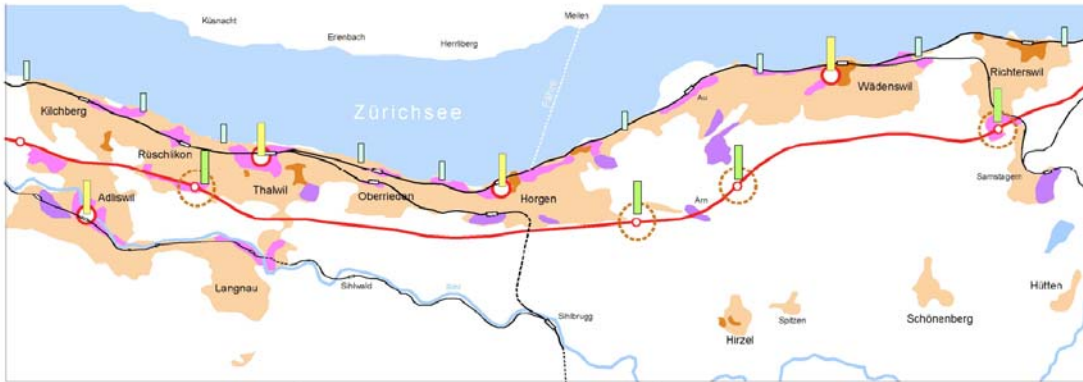 Küsnacht
Erlenbach
Herrliberg
Meilen
Fähre
Zürichsee
Kilchberg
Rüschlikon
Thalwil
Oberrieden
Horgen
Au
Wädenswil
Richterswil
Samstagern
Arn
Adliswil
Langnau
Sihlwald
Sihlbrugg
Hirzel
Spitzen
Schönenberg
Hütten